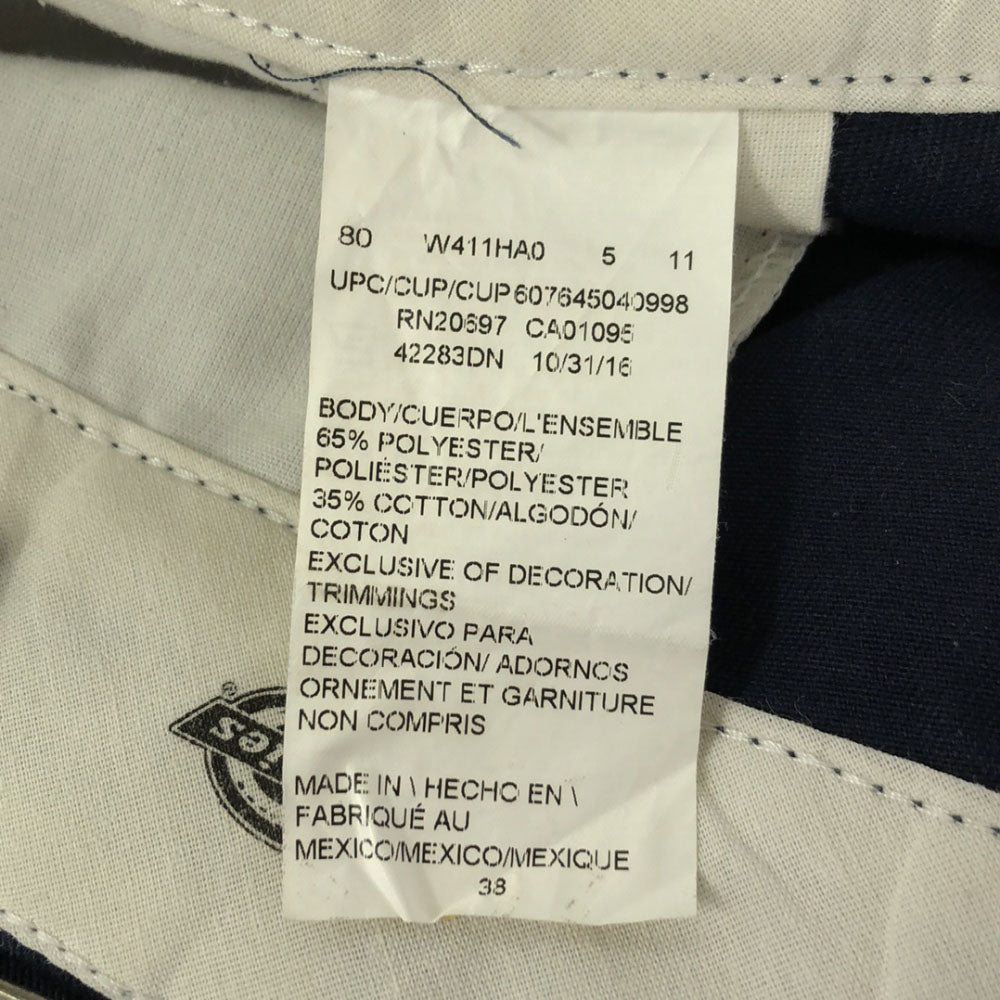 80 W411HA0 5 11
UPC/CUP/CUP 607645040998
RN20697 CA01095
42283DN 10/31/16
BODY/CUERPO/L'ENSEMBLE
65% POLYESTER/
POLIÉSTER/POLYESTER
35% COTTON/ALGODÓN/
COTON
EXCLUSIVE OF DECORATION/
TRIMMINGS
EXCLUSIVO PARA
DECORACIÓN/ ADORNOS
ORNEMENT ET GARNITURE
NON COMPRIS
MADE IN \ HECHO EN \
FABRIQUÉ AU
MEXICO/MEXICO/MEXIQUE
38